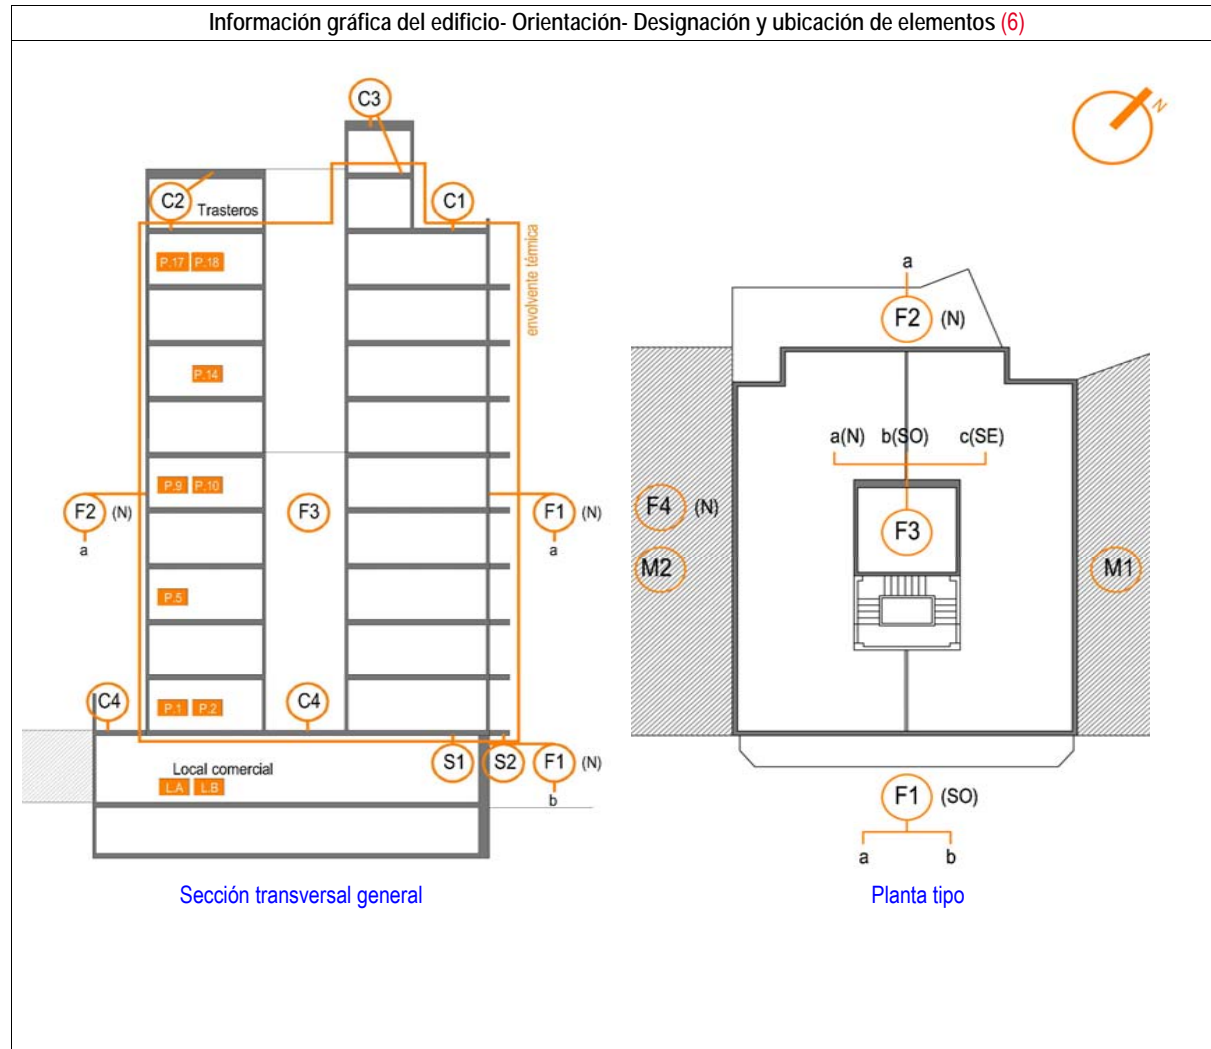 Información gráfica del edificio- Orientación- Designación y ubicación de elementos (6)
C3
N
C2
Trasteros
C1
P.17 P.18
envolvente térmica
a
F2 (N)
P.14
a(N) b(SO) c(SE)
P.9 P.10
F2 (N)
a
F3
F1 (N)
a
F4 (N)
F3
M2
M1
P.5
C4
P.1 P.2
C4
S1
S2
F1 (N)
b
Local comercial
L.A L.B
F1 (SO)
a b
Sección transversal general
Planta tipo